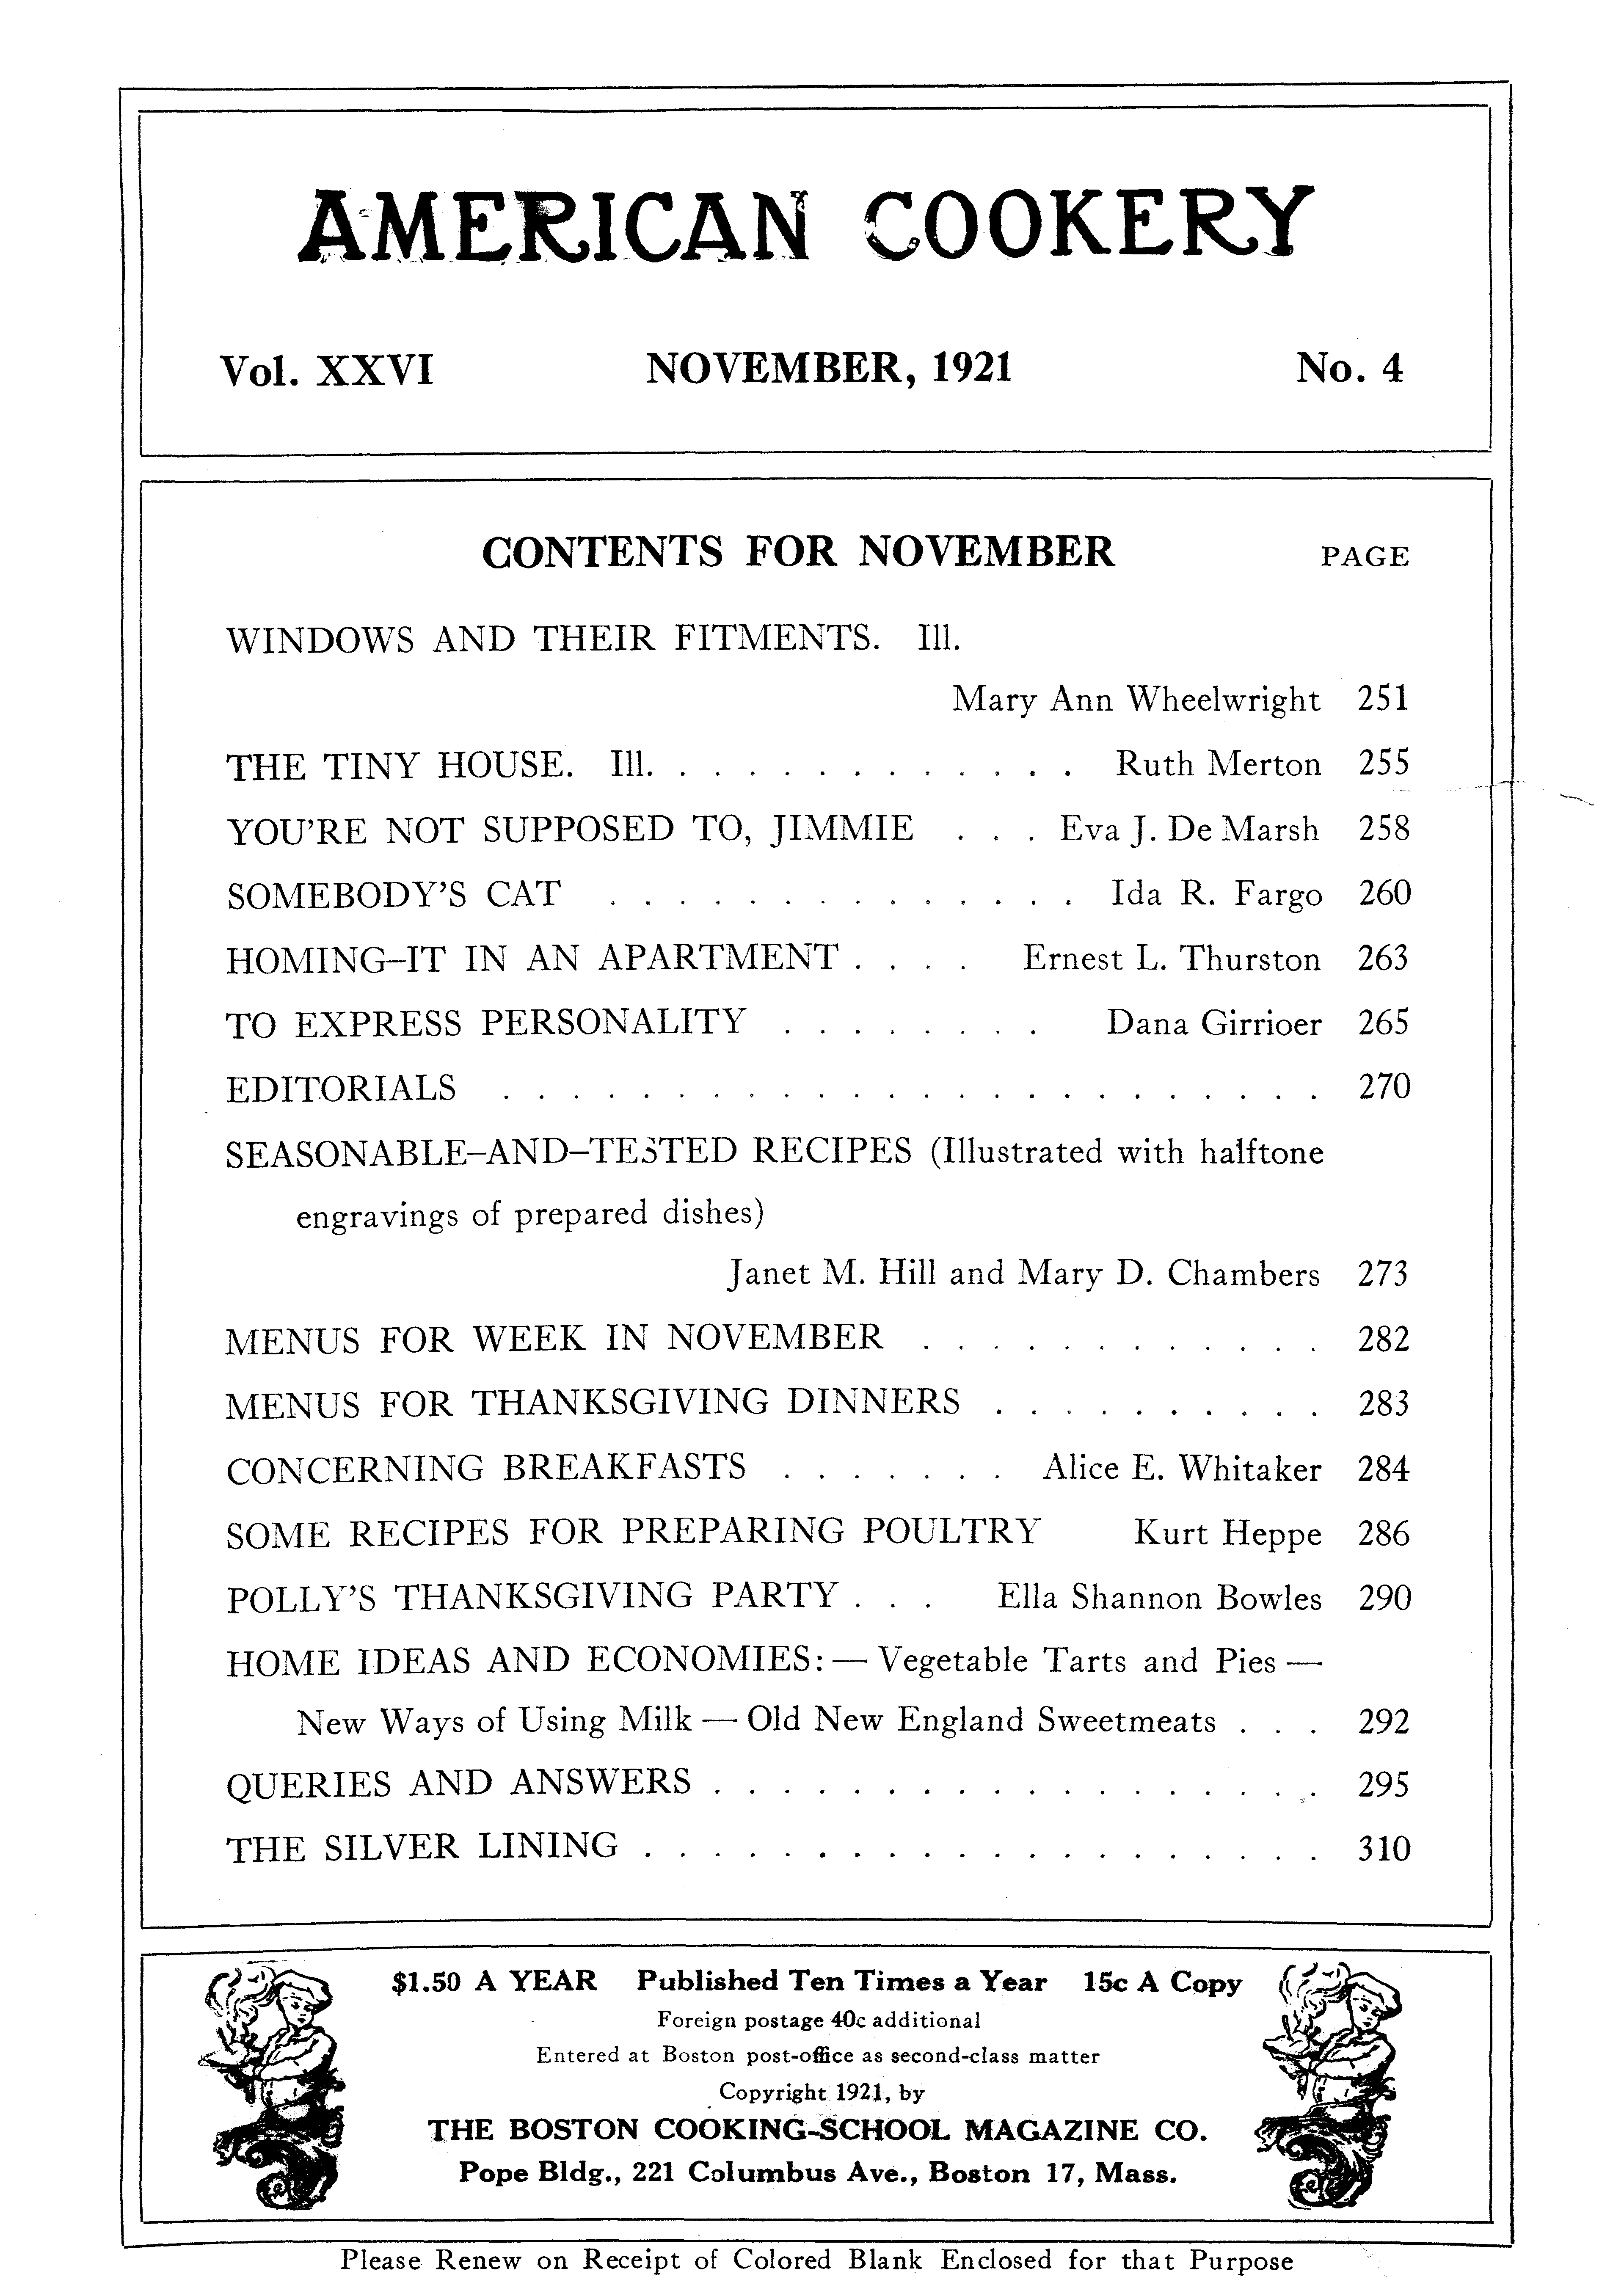 AMERICAN COOKERY
Vol. XXVI NOVEMBER, 1921 No. 4
CONTENTS FOR NOVEMBER PAGE
WINDOWS AND THEIR FITMENTS. Ill.
Mary Ann Wheelwright 251
THE TINY HOUSE. Ill. . . . . . . . . . . . . Ruth Merton 255
YOU'RE NOT SUPPOSED TO, JIMMIE . . . Eva J. De Marsh 258
SOMEBODY'S CAT . . . . . . . . . . . . . . Ida R. Fargo 260
HOMING–IT IN AN APARTMENT . . . . Ernest L. Thurston 263
TO EXPRESS PERSONALITY . . . . . . . . Dana Girrioer 265
EDITORIALS . . . . . . . . . . . . . . . . . . . . . . . . 270
SEASONABLE–AND–TESTED RECIPES (Illustrated with halftone
engravings of prepared dishes)
Janet M. Hill and Mary D. Chambers 273
MENUS FOR WEEK IN NOVEMBER . . . . . . . . . . . . 282
MENUS FOR THANKSGIVING DINNERS . . . . . . . . . . 283
CONCERNING BREAKFASTS . . . . . . . Alice E. Whitaker 284
SOME RECIPES FOR PREPARING POULTRY Kurt Heppe 286
POLLY'S THANKSGIVING PARTY . . . Ella Shannon Bowles 290
HOME IDEAS AND ECONOMIES: — Vegetable Tarts and Pies —
New Ways of Using Milk — Old New England Sweetmeats . . . 292
QUERIES AND ANSWERS . . . . . . . . . . . . . . . . . . 295
THE SILVER LINING . . . . . . . . . . . . . . . . . . . . 310
$1.50 A YEAR Published Ten Times a Year 15c A Copy
Foreign postage 40c additional
Entered at Boston post-office as second-class matter
Copyright 1921, by
THE BOSTON COOKING-SCHOOL MAGAZINE CO.
Pope Bldg., 221 Columbus Ave., Boston 17, Mass.
Please Renew on Receipt of Colored Blank Enclosed for that Purpose